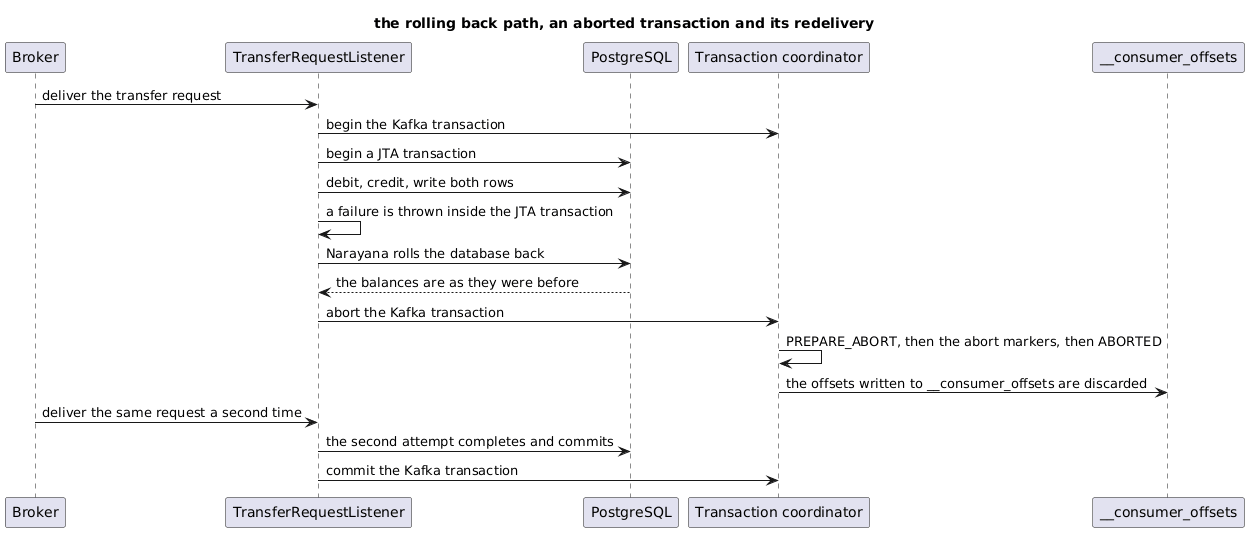 the rolling back path, an aborted transaction and its redelivery
Broker
TransferRequestListener
PostgreSQL
Transaction coordinator
__consumer_offsets
deliver the transfer request
begin the Kafka transaction
begin a JTA transaction
debit, credit, write both rows
a failure is thrown inside the JTA transaction
Narayana rolls the database back
the balances are as they were before
abort the Kafka transaction
PREPARE_ABORT, then the abort markers, then ABORTED
the offsets written to __consumer_offsets are discarded
deliver the same request a second time
the second attempt completes and commits
commit the Kafka transaction
Broker
TransferRequestListener
PostgreSQL
Transaction coordinator
__consumer_offsets